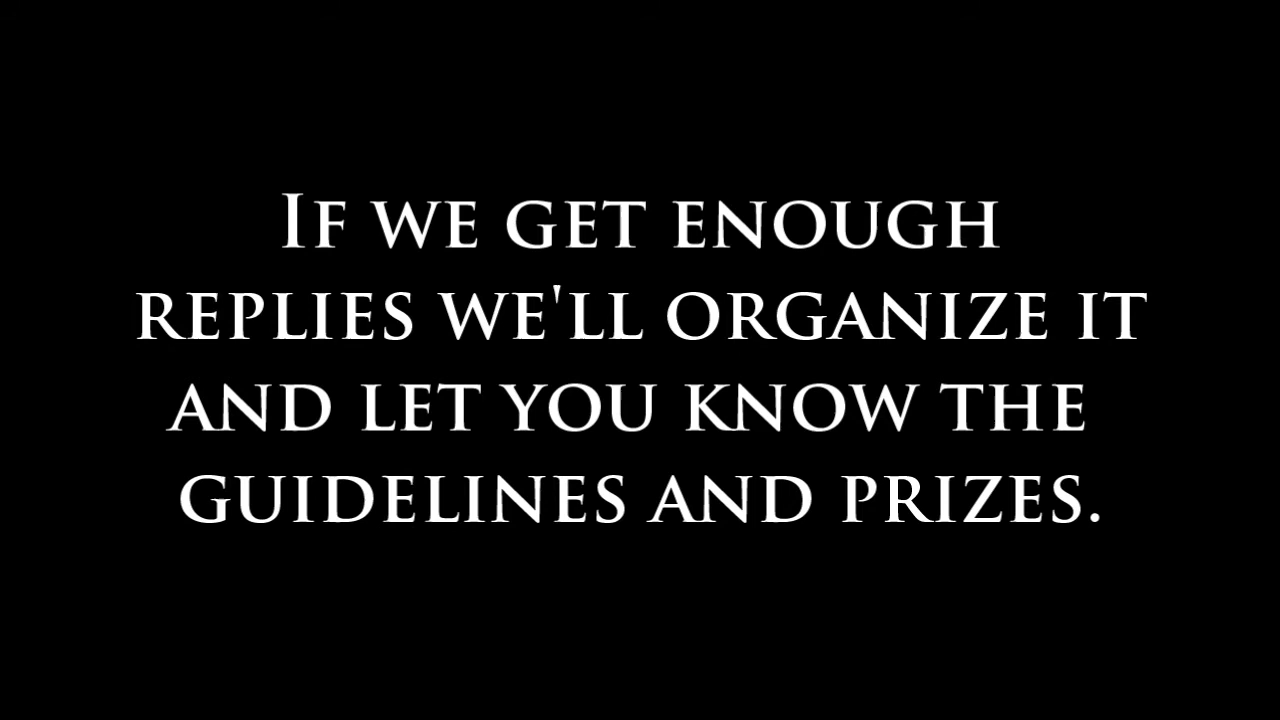 If we get enough
replies we'll organize it
and let you know the
guidelines and prizes.